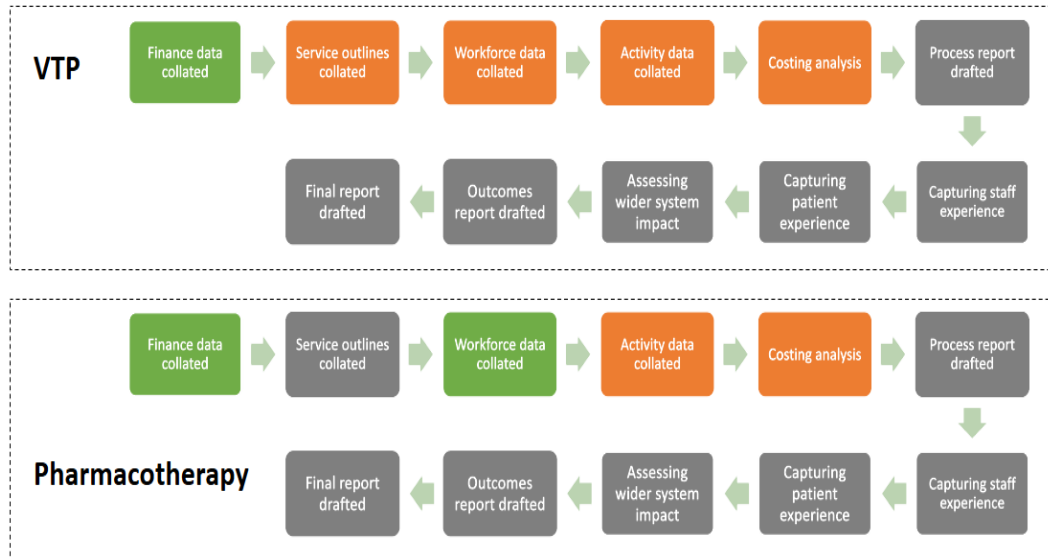 VTP
Finance data
collated
Service outlines
collated
Workforce data
collated
Activity data
collated
Costing analysis
Process report
drafted
Capturing staff
experience
Capturing
patient
experience
Assessing
wider system
impact
Outcomes
report drafted
Final report
drafted
Pharmacotherapy
Finance data
collated
Service outlines
collated
Workforce data
collated
Activity data
collated
Costing analysis
Process report
drafted
Capturing staff
experience
Capturing
patient
experience
Assessing
wider system
impact
Outcomes
report drafted
Final report
drafted